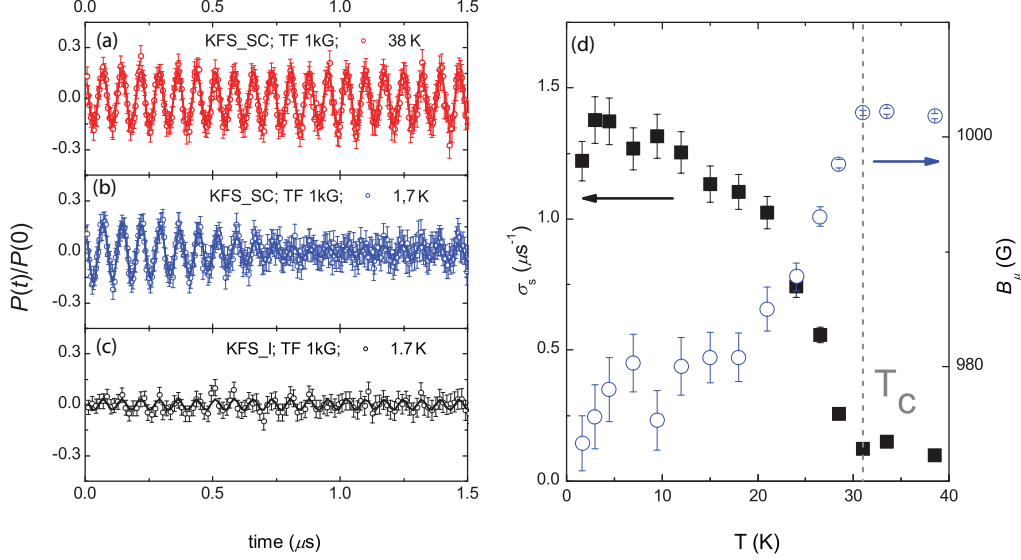 0.0 0.5 1.0 1.5
(a) KFS_SC; TF 1kG; 38 K
0.3
0.0
-0.3
(b) KFS_SC; TF 1kG; 1,7 K
0.3
0.0
-0.3
(c) KFS_I; TF 1kG; 1.7 K
0.3
0.0
-0.3
0.0 0.5 1.0 1.5
P(t)/P(0)
time (μs)
(d)
1.5
1.0
0.5
0.0
σs (μs-1)
1000
980
Bμ (G)
Tc
0 10 20 30 40
T (K)